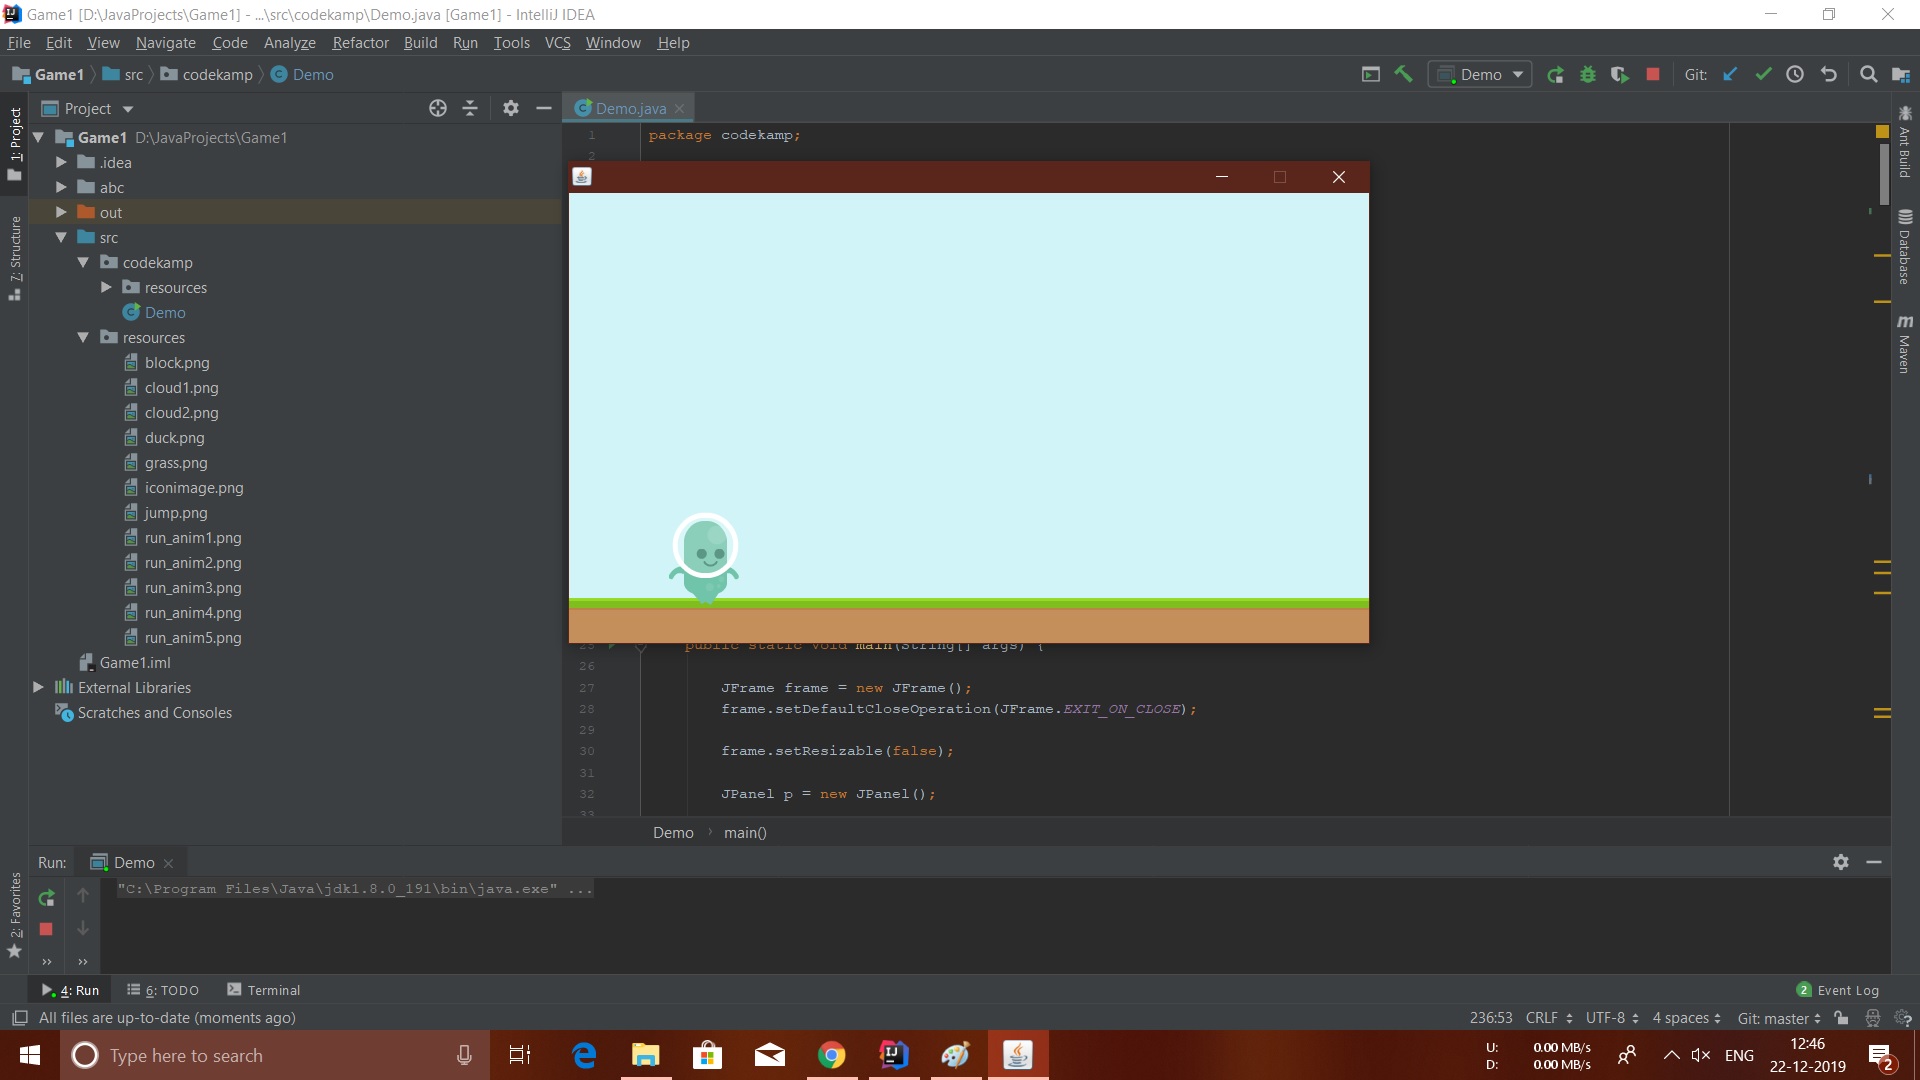 Game1 [D:\JavaProjects\Game1] - ...\src\codekamp\Demo.java [Game1] - IntelliJ IDEA
File Edit View Navigate Code Analyze Refactor Build Run Tools VCS Window Help
Game1 src codekamp Demo
Demo Git:
1: Project
7: Structure
2: Favorites
Project
Game1 D:\JavaProjects\Game1
.idea
abc
out
src
codekamp
resources
Demo
resources
block.png
cloud1.png
cloud2.png
duck.png
grass.png
iconimage.png
jump.png
run_anim1.png
run_anim2.png
run_anim3.png
run_anim4.png
run_anim5.png
Game1.iml
External Libraries
Scratches and Consoles
Demo.java
1 package codekamp;
2
25 public static void main(String[] args) {
26
27 JFrame frame = new JFrame();
28 frame.setDefaultCloseOperation(JFrame.EXIT_ON_CLOSE);
29
30 frame.setResizable(false);
31
32 JPanel p = new JPanel();
33
Demo main()
Ant Build
Database
m Maven
Run: Demo
"C:\Program Files\Java\jdk1.8.0_191\bin\java.exe" ...
4: Run 6: TODO Terminal
2 Event Log
All files are up-to-date (moments ago)
236:53 CRLF UTF-8 4 spaces Git: master
Type here to search
U: 0.00 MB/s
D: 0.00 MB/s
ENG
12:46
22-12-2019
2